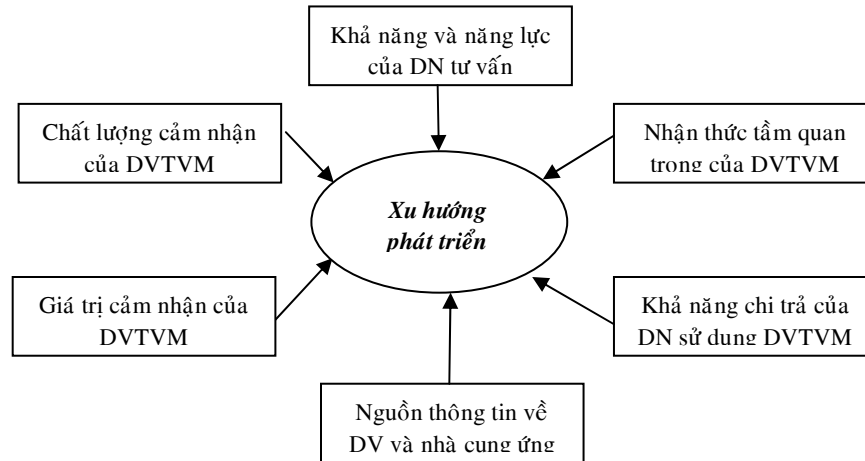 Khả năng và năng lực
của DN tư vấn
Chất lượng cảm nhận
của DVTVM
Nhận thức tầm quan
trọng của DVTVM
Xu hướng
phát triển
Giá trị cảm nhận của
DVTVM
Khả năng chi trả của
DN sử dụng DVTVM
Nguồn thông tin về
DV và nhà cung ứng